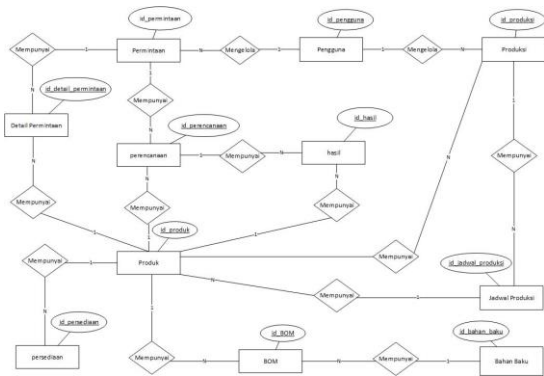 id_permintaan
id_pengguna
id_produksi
Mempunyai
1
Permintaan
N
Mengelola
1
Pengguna
1
Mengelola
N
Produksi
N
1
1
id_detail_permintaan
Mempunyai
Detail Permintaan
id_perencanaan
id_hasil
N
N
perencanaan
1
Mempunyai
N
hasil
Mempunyai
N
N
N
Mempunyai
Mempunyai
Mempunyai
N
1
1
id_produk
1
Mempunyai
1
Produk
N
Mempunyai
id_jadwal_produksi
N
Mempunyai
1
Jadwal Produksi
N
id_persediaan
1
id_BOM
id_bahan_baku
persediaan
Mempunyai
N
BOM
N
Mempunyai
1
Bahan Baku